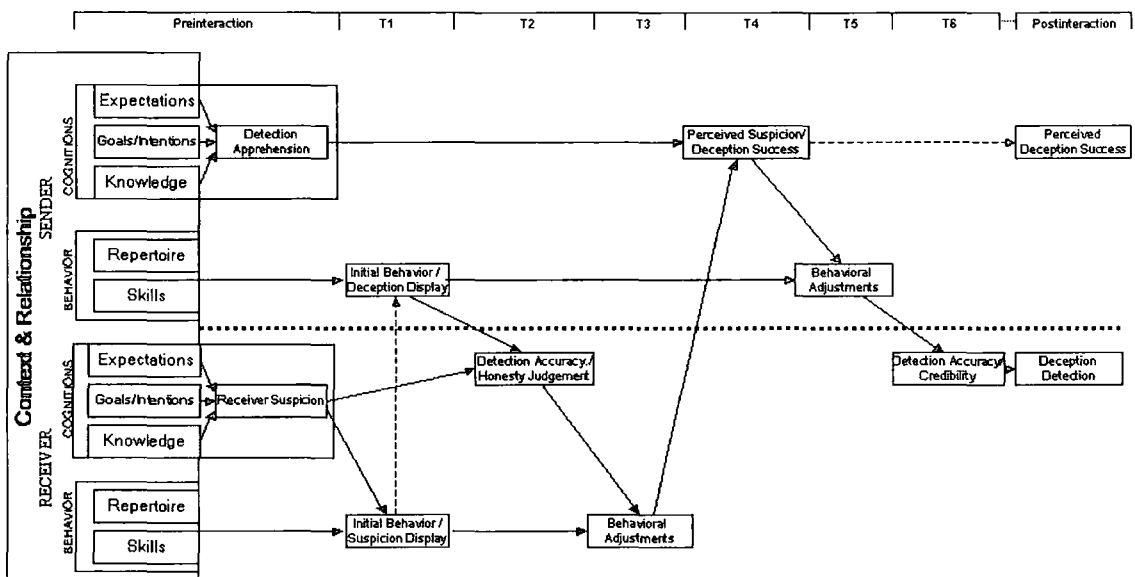 Preinteraction T1 T2 T3 T4 T5 T6 Postinteraction
Context & Relationship
SENDER
COGNITIONS
Expectations
Goals/Intentions
Knowledge
Detection
Apprehension
Perceived Suspicion/
Deception Success
Perceived
Deception Success
BEHAVIOR
Repertoire
Skills
Initial Behavior /
Deception Display
Behavioral
Adjustments
RECEIVER
COGNITIONS
Expectations
Goals/Intentions
Knowledge
Receiver Suspicion
Detection Accuracy./
Honesty Judgement
Detection Accuracy/
Credibility
Deception
Detection
BEHAVIOR
Repertoire
Skills
Initial Behavior /
Suspicion Display
Behavioral
Adjustments